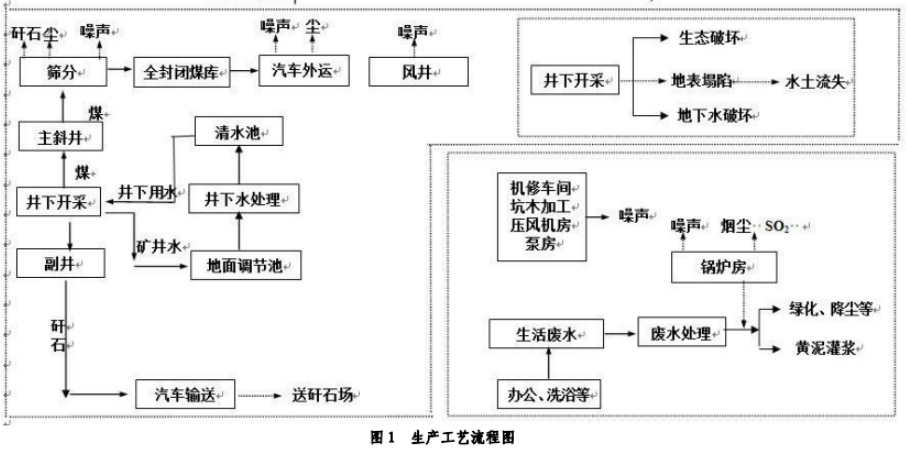 矸石 尘 噪声
筛分
全封闭煤库
噪声 尘
汽车外运
噪声
风井
煤
主斜井
煤
井下开采
井下用水
清水池
井下水处理
矿井水
地面调节池
副井
矸
石
汽车输送
送矸石场
井下开采
生态破坏
地表塌陷
水土流失
地下水破坏
机修车间
坑木加工
压风机房
泵房
噪声
噪声 烟尘 SO₂
锅炉房
生活废水
废水处理
绿化、降尘等
黄泥灌浆
办公、洗浴等
图 1 生产工艺流程图